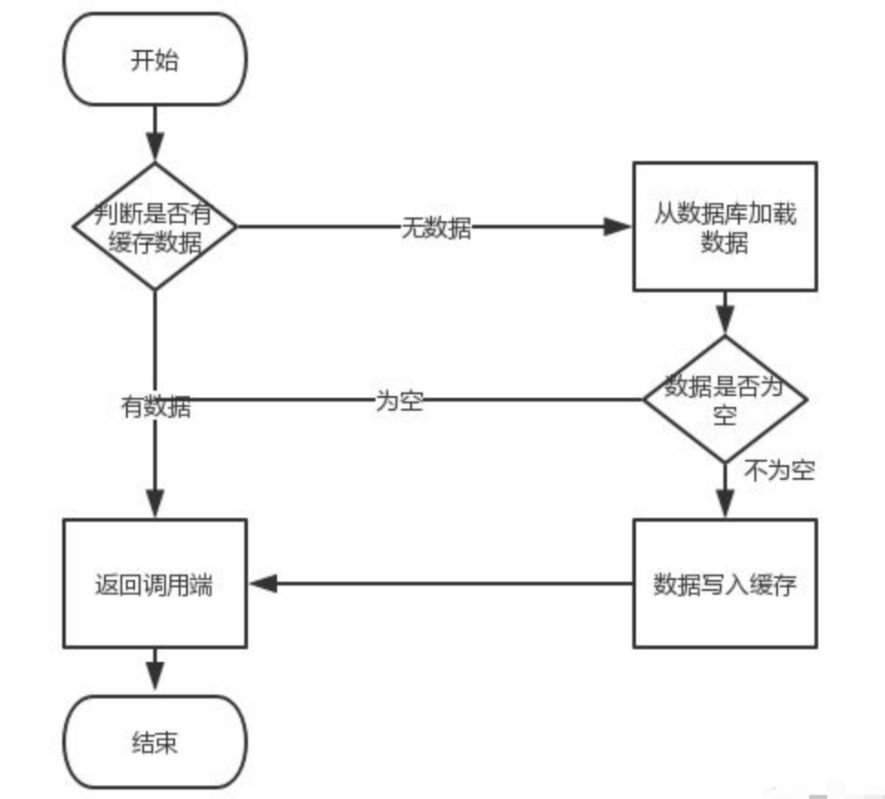 开始
判断是否有
缓存数据
无数据
从数据库加载
数据
有数据
为空
数据是否为
空
不为空
返回调用端
数据写入缓存
结束